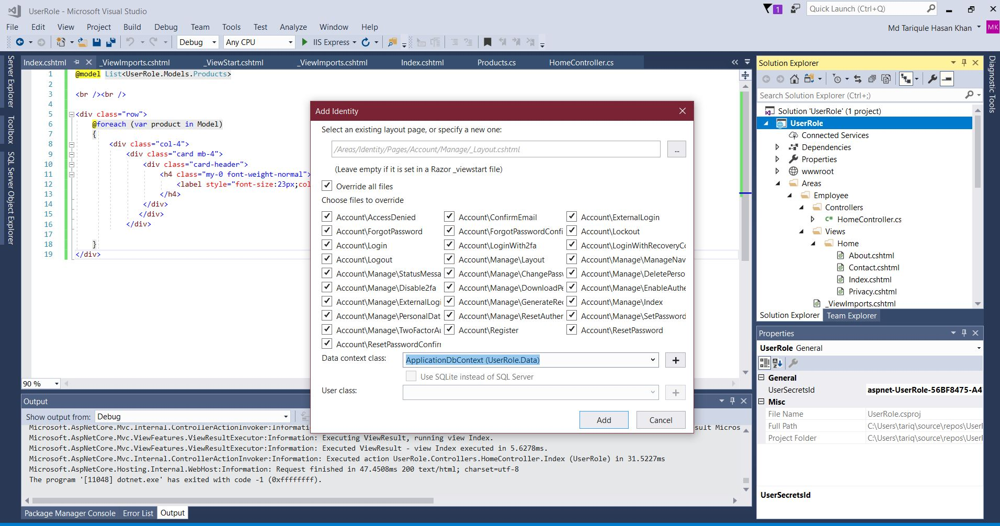 UserRole - Microsoft Visual Studio
1
Quick Launch (Ctrl+Q)
File Edit View Project Build Debug Team Tools Test Analyze Window Help
Md Tariqule Hasan Khan
MK
Debug
Any CPU
IIS Express
Server Explorer
Toolbox
SQL Server Object Explorer
Index.cshtml _ViewImports.cshtml _ViewStart.cshtml _ViewImports.cshtml Index.cshtml Products.cs HomeController.cs
1 @model List<UserRole.Models.Products>
2
3 <br /><br />
4
5 <div class="row">
6 @foreach (var product in Model)
7 {
8 <div class="col-4">
9 <div class="card mb-4">
10 <div class="card-header">
11 <h4 class="my-0 font-weight-normal">
12 <label style="font-size:23px;col
13 </h4>
14 </div>
15 </div>
16 </div>
17
18 }
19 </div>
90 %
Add Identity
Select an existing layout page, or specify a new one:
/Areas/Identity/Pages/Account/Manage/_Layout.cshtml
...
(Leave empty if it is set in a Razor _viewstart file)
Override all files
Choose files to override
Account\AccessDenied Account\ConfirmEmail Account\ExternalLogin
Account\ForgotPassword Account\ForgotPasswordConfi Account\Lockout
Account\Login Account\LoginWith2fa Account\LoginWithRecoveryCo
Account\Logout Account\Manage\Layout Account\Manage\ManageNav
Account\Manage\StatusMessa Account\Manage\ChangePassw Account\Manage\DeletePerso
Account\Manage\Disable2fa Account\Manage\DownloadPe Account\Manage\EnableAuthe
Account\Manage\ExternalLogi Account\Manage\GenerateRec Account\Manage\Index
Account\Manage\PersonalDat Account\Manage\ResetAuthen Account\Manage\SetPassword
Account\Manage\TwoFactorAu Account\Register Account\ResetPassword
Account\ResetPasswordConfirm
Data context class:
ApplicationDbContext (UserRole.Data)
Use SQLite instead of SQL Server
User class:
Add
Cancel
Output
Show output from: Debug
Microsoft.AspNetCore.Mvc.Internal.ControllerActionInvoker:Informati sult Micros
Microsoft.AspNetCore.Mvc.ViewFeatures.ViewResultExecutor:Information: Executing ViewResult, running view Index.
Microsoft.AspNetCore.Mvc.ViewFeatures.ViewResultExecutor:Information: Executed ViewResult - view Index executed in 5.6278ms.
Microsoft.AspNetCore.Mvc.Internal.ControllerActionInvoker:Information: Executed action UserRole.Controllers.HomeController.Index (UserRole) in 31.5227ms
Microsoft.AspNetCore.Hosting.Internal.WebHost:Information: Request finished in 47.4508ms 200 text/html; charset=utf-8
The program '[11048] dotnet.exe' has exited with code -1 (0xffffffff).
Package Manager Console Error List Output
Solution Explorer
Search Solution Explorer (Ctrl+;)
Solution 'UserRole' (1 project)
UserRole
Connected Services
Dependencies
Properties
wwwroot
Areas
Employee
Controllers
C# HomeController.cs
Views
Home
About.cshtml
Contact.cshtml
Index.cshtml
Privacy.cshtml
_ViewImports.cshtml
Solution Explorer Team Explorer
Properties
UserRole General
General
UserSecretsId aspnet-UserRole-56BF8475-A4
Misc
File Name UserRole.csproj
Full Path C:\Users\tariq\source\repos\User
Project Folder C:\Users\tariq\source\repos\User
UserSecretsId
Diagnostic Tools